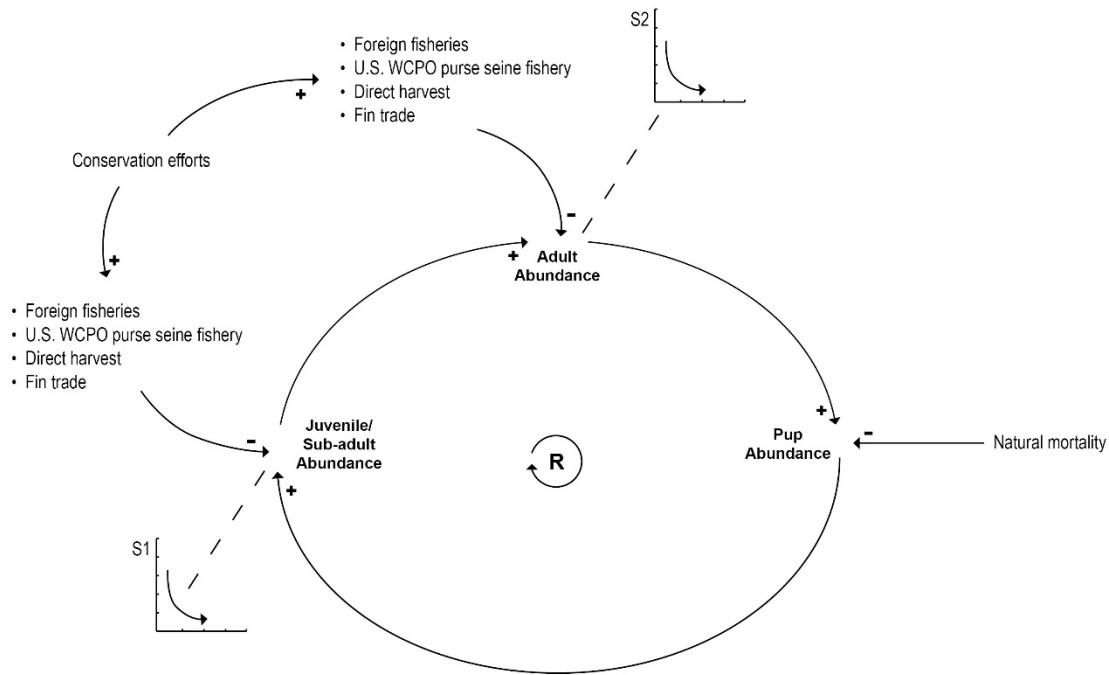 S2
• Foreign fisheries
• U.S. WCPO purse seine fishery
• Direct harvest
• Fin trade
+
Conservation efforts
-
+
+
Adult
Abundance
• Foreign fisheries
• U.S. WCPO purse seine fishery
• Direct harvest
• Fin trade
+
-
-
Juvenile/
Sub-adult
Abundance
R
Pup
Abundance
Natural mortality
+
S1